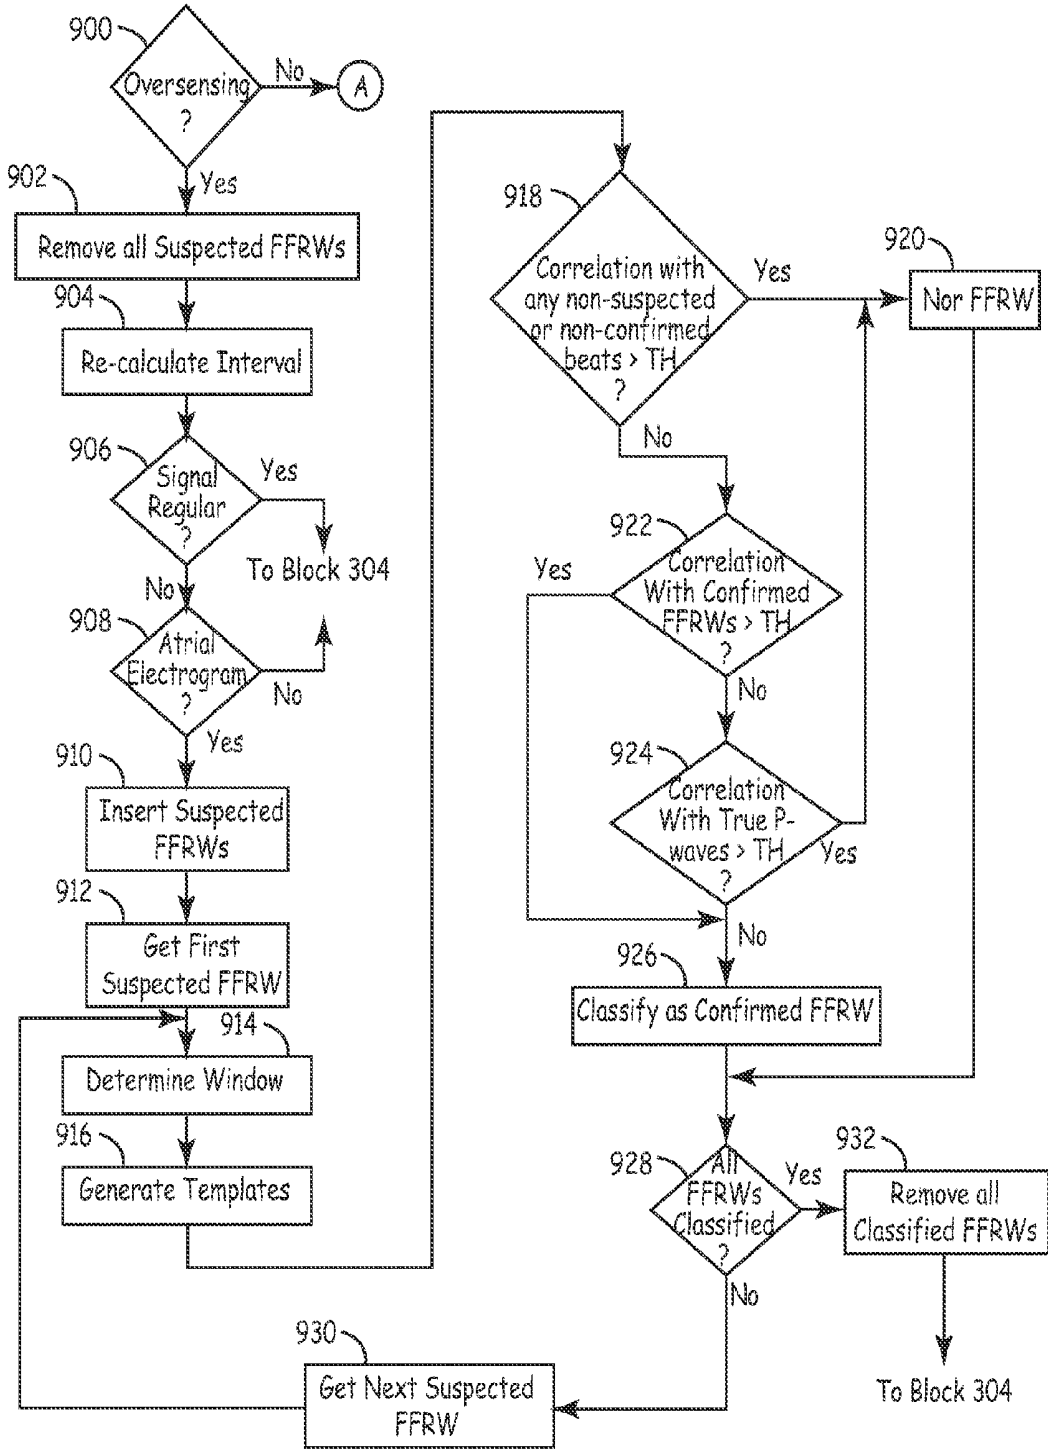 900
Oversensing
?
No
A
Yes
902
Remove all Suspected FFRWs
904
Re-calculate Interval
906
Signal
Regular
?
Yes
To Block 304
No
908
Atrial
Electrogram
?
No
Yes
910
Insert Suspected
FFRWs
912
Get First
Suspected FFRW
914
Determine Window
916
Generate Templates
918
Correlation with
any non-suspected
or non-confirmed
beats > TH
?
Yes
920
Nor FFRW
No
922
Correlation
With Confirmed
FFRWs > TH
?
Yes
No
924
Correlation
With True P-
waves > TH
?
Yes
No
926
Classify as Confirmed FFRW
928
All
FFRWs
Classified
?
Yes
932
Remove all
Classified FFRWs
No
930
Get Next Suspected
FFRW
To Block 304